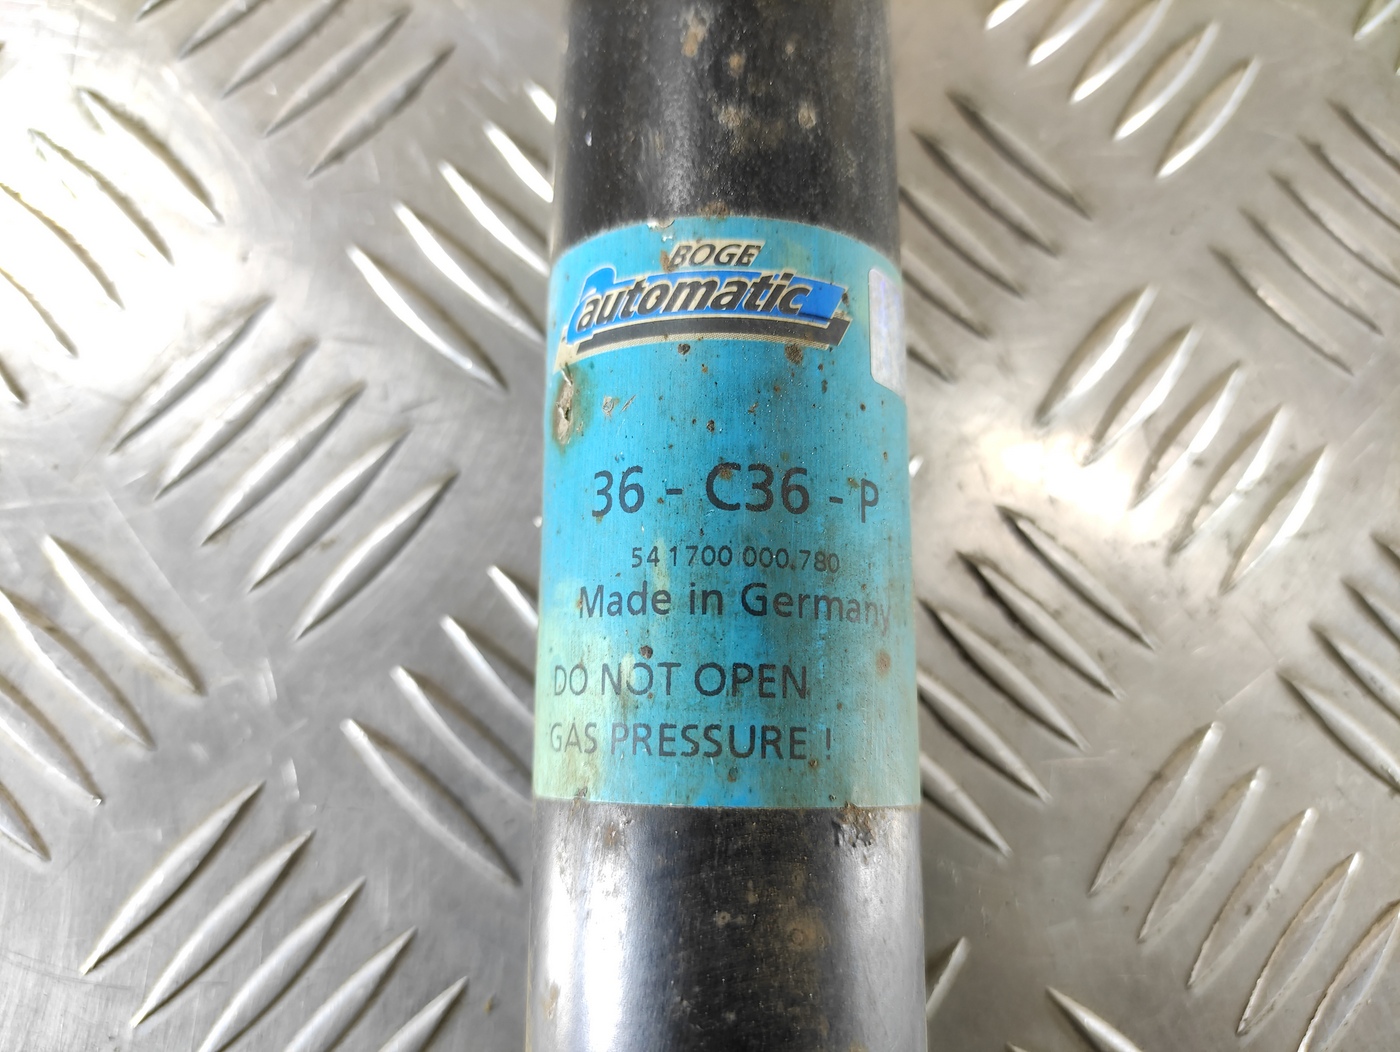 BOGE
automatic
36 - C36 - P
54 1700 000.780
Made in Germany
DO NOT OPEN
GAS PRESSURE !